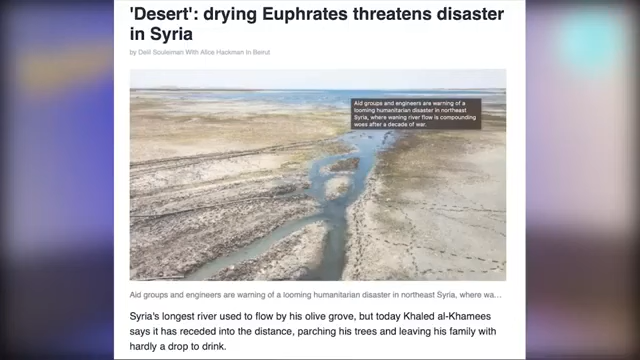 'Desert': drying Euphrates threatens disaster
in Syria
by Delil Souleiman With Alice Hackman In Beirut
Aid groups and engineers are warning of a
looming humanitarian disaster in northeast
Syria, where waning river flow is compounding
woes after a decade of war.
Aid groups and engineers are warning of a looming humanitarian disaster in northeast Syria, where wa...
Syria's longest river used to flow by his olive grove, but today Khaled al-Khamees
says it has receded into the distance, parching his trees and leaving his family with
hardly a drop to drink.